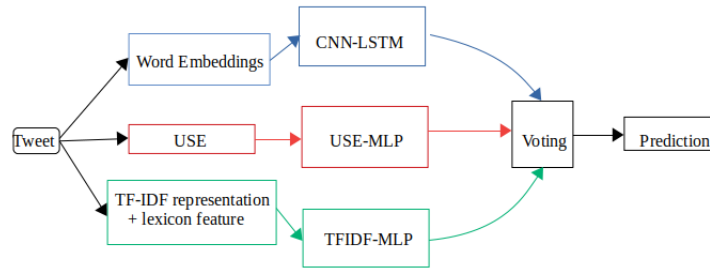 CNN-LSTM
Word Embeddings
Tweet
USE
USE-MLP
Voting
Prediction
TF-IDF representation
+ lexicon feature
TFIDF-MLP